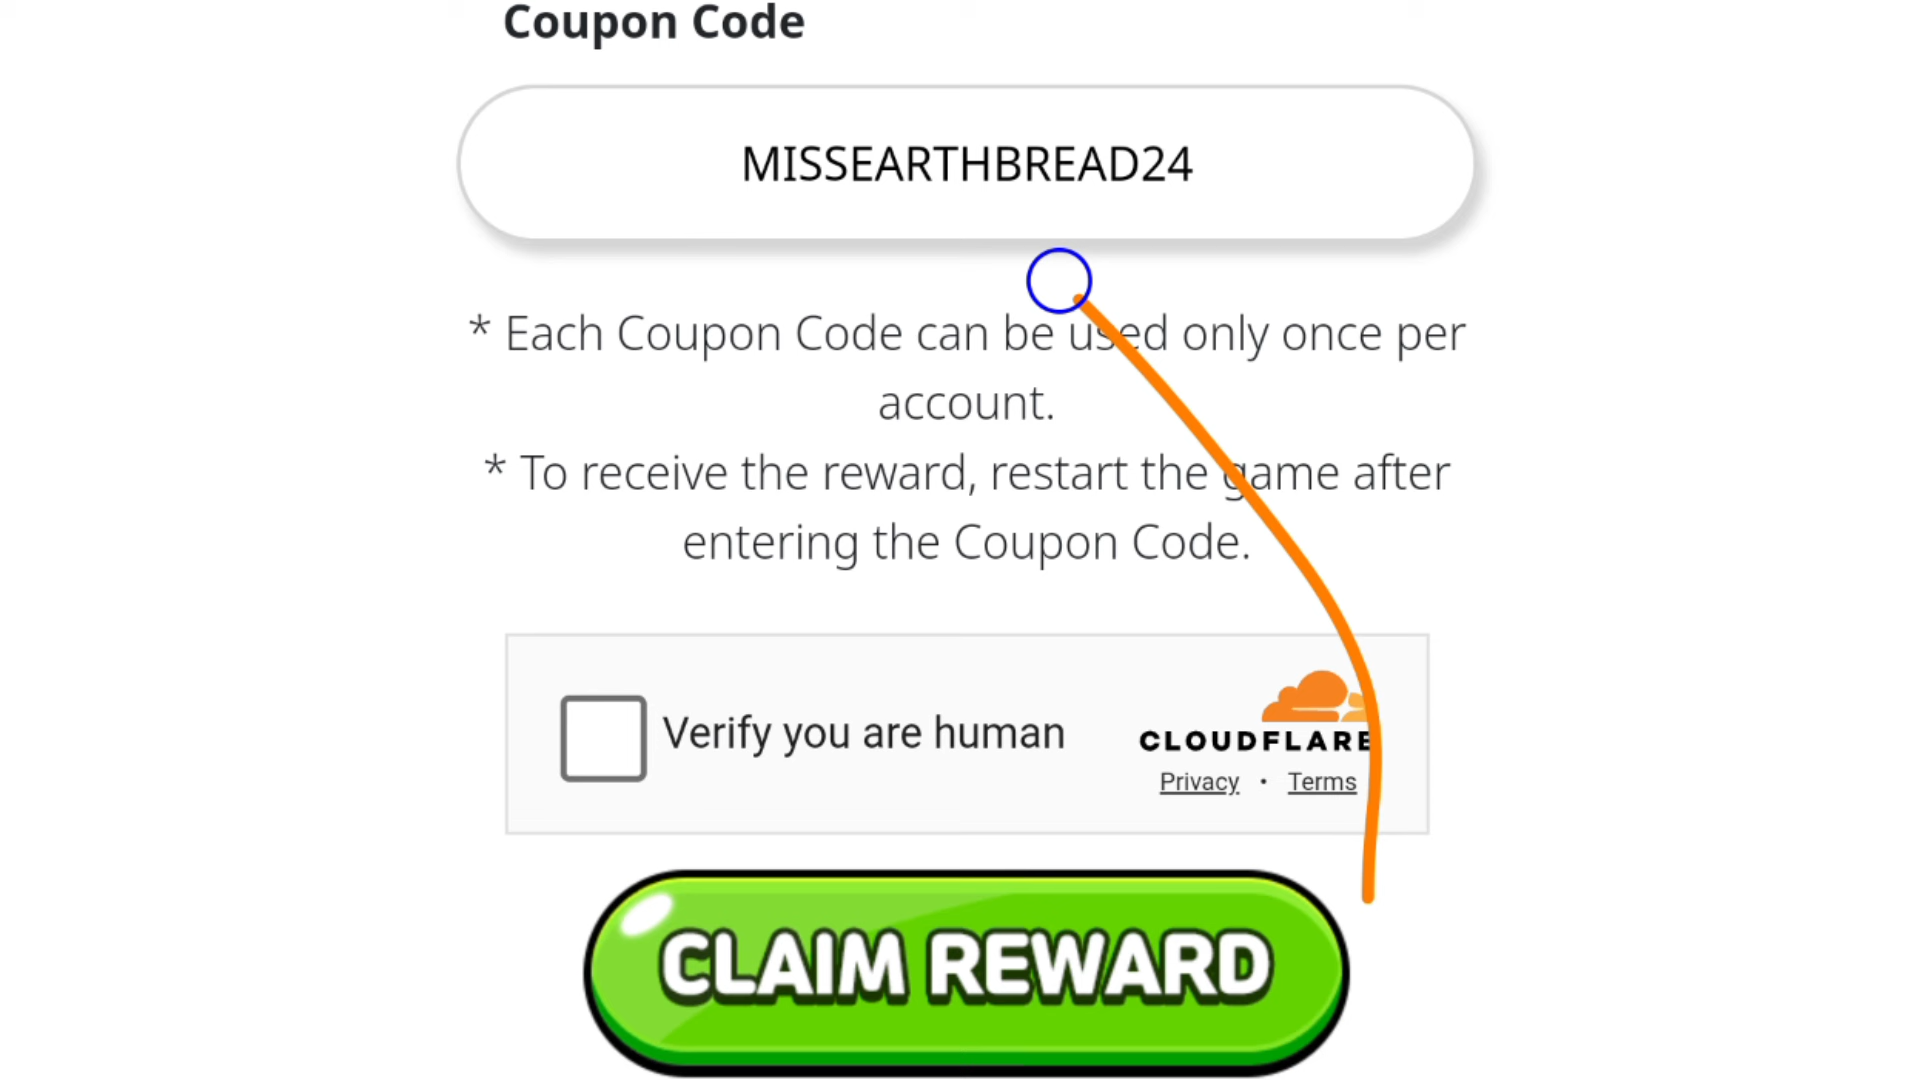 Coupon Code
MISSEARTHBREAD24
* Each Coupon Code can be used only once per
account.
* To receive the reward, restart the game after
entering the Coupon Code.
Verify you are human
CLOUDFLARE
Privacy • Terms
CLAIM REWARD